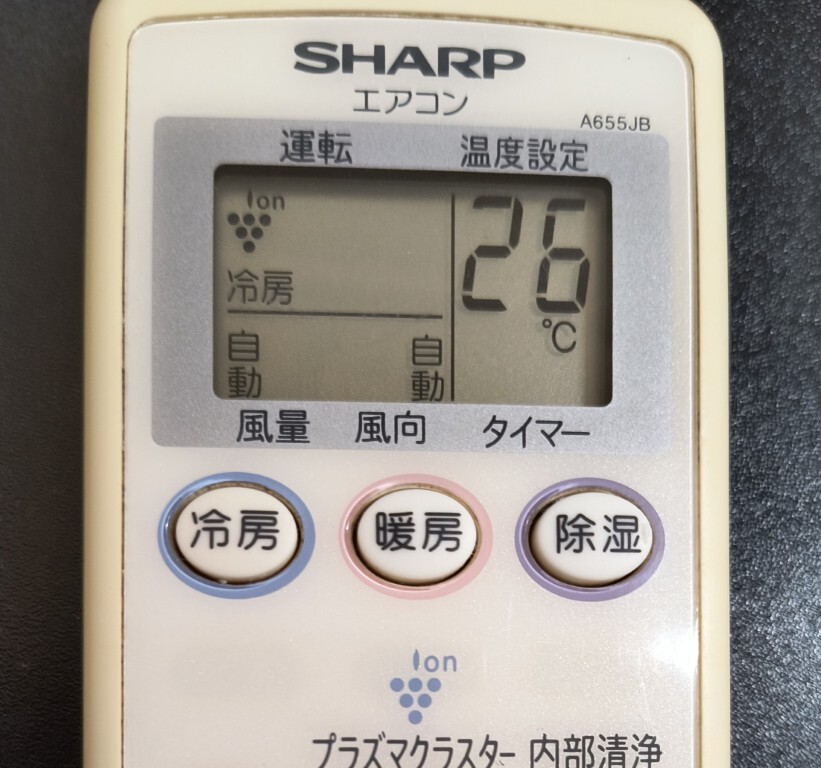 SHARP
エアコン
A655JB
運転 温度設定
Ion
26
冷房
℃
自動 自動
風量 風向 タイマー
冷房 暖房 除湿
Ion
プラズマクラスター 内部清浄